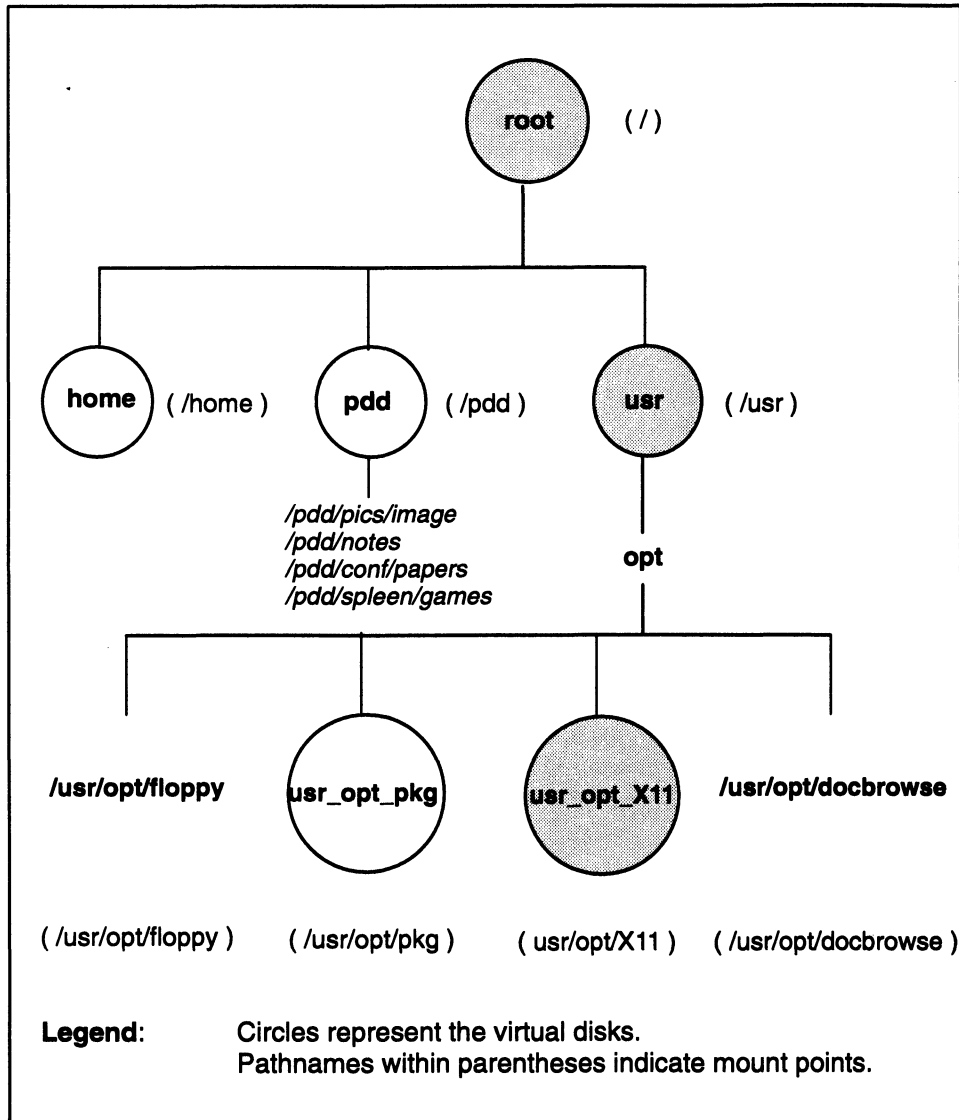 root ( / )
home ( /home ) pdd ( /pdd ) usr ( /usr )
/pdd/pics/image
/pdd/notes
/pdd/conf/papers
/pdd/spleen/games
opt
/usr/opt/floppy usr_opt_pkg usr_opt_X11 /usr/opt/docbrowse
( /usr/opt/floppy ) ( /usr/opt/pkg ) ( usr/opt/X11 ) ( /usr/opt/docbrowse )
Legend: Circles represent the virtual disks.
Pathnames within parentheses indicate mount points.